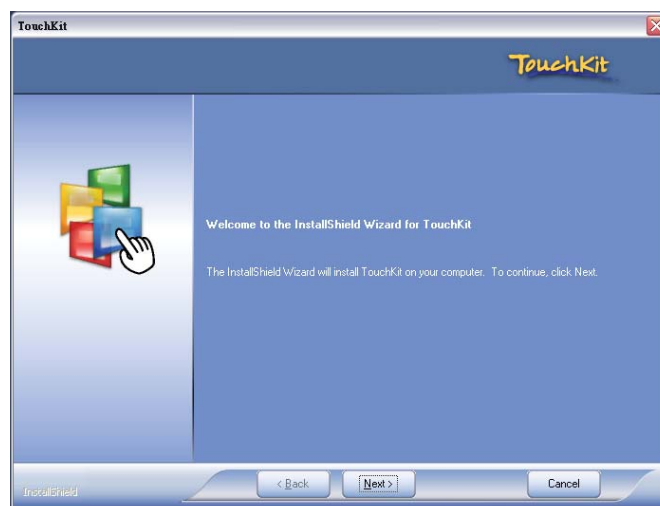 TouchKit
TouchKit
Welcome to the InstallShield Wizard for TouchKit
The InstallShield Wizard will install TouchKit on your computer. To continue, click Next.
InstallShield
< Back
Next >
Cancel